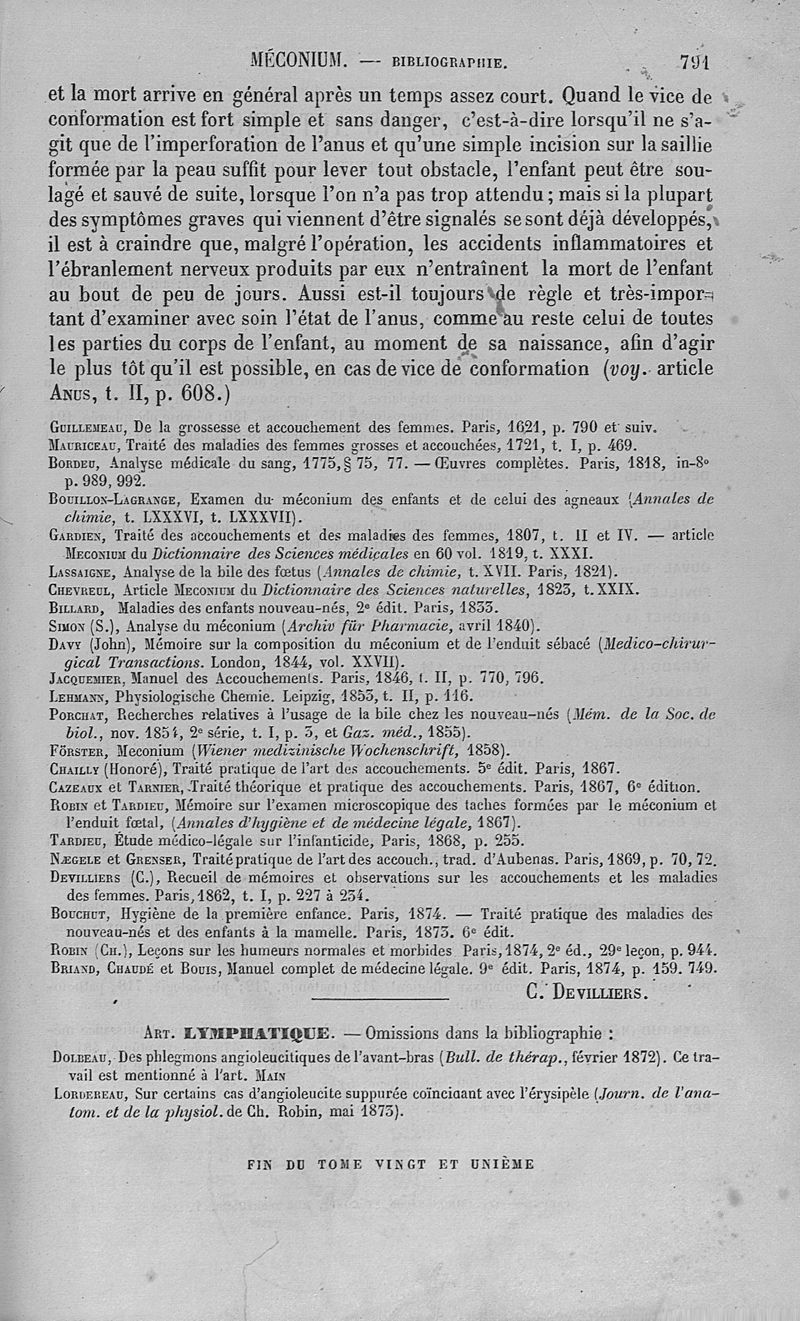 MÉCONIUM. — BIBLIOGRAPHIE. 791
et la mort arrive en général après un temps assez court. Quand le vice de
conformation est fort simple et sans danger, c'est-à-dire lorsqu'il ne s'a-
git que de l'imperforation de l'anus et qu'une simple incision sur la saillie
formée par la peau suffit pour lever tout obstacle, l'enfant peut être sou-
lagé et sauvé de suite, lorsque l'on n'a pas trop attendu ; mais si la plupart
des symptômes graves qui viennent d'être signalés se sont déjà développés,
il est à craindre que, malgré l'opération, les accidents inflammatoires et
l'ébranlement nerveux produits par eux n'entraînent la mort de l'enfant
au bout de peu de jours. Aussi est-il toujours de règle et très-impor-
tant d'examiner avec soin l'état de l'anus, comme au reste celui de toutes
les parties du corps de l'enfant, au moment de sa naissance, afin d'agir
le plus tôt qu'il est possible, en cas de vice de conformation (voy. article
ANUS, t. II, p. 608.)
GUILLEMEAU, De la grossesse et accouchement des femmes. Paris, 1621, p. 790 et suiv.
MAURICEAU, Traité des maladies des femmes grosses et accouchées, 1721, t. I, p. 469.
BORDEU, Analyse médicale du sang, 1775, § 75, 77. — Œuvres complètes. Paris, 1818, in-8°
p. 989, 992.
BOUILLON-LAGRANGE, Examen du méconium des enfants et de celui des agneaux (Annales de
chimie, t. LXXXVI, t. LXXXVII).
GARDIEN, Traité des accouchements et des maladies des femmes, 1807, t. II et IV. — article
MECONIUM du Dictionnaire des Sciences médicales en 60 vol. 1819, t. XXXI.
LASSAIGNE, Analyse de la bile des fœtus (Annales de chimie, t. XVII. Paris, 1821).
CHEVREUL, Article MECONIUM du Dictionnaire des Sciences naturelles, 1823, t. XXIX.
BILLARD, Maladies des enfants nouveau-nés, 2e édit. Paris, 1833.
SIMON (S.), Analyse du méconium (Archiv für Pharmacie, avril 1840).
DAVY (John), Mémoire sur la composition du méconium et de l'enduit sébacé (Medico-chirur-
gical Transactions. London, 1844, vol. XXVII).
JACQUEMIER, Manuel des Accouchements. Paris, 1846, t. II, p. 770, 796.
LEHMANN, Physiologische Chemie. Leipzig, 1853, t. II, p. 116.
PORCHAT, Recherches relatives à l'usage de la bile chez les nouveau-nés (Mém. de la Soc. de
biol., nov. 1854, 2e série, t. I, p. 3, et Gaz. méd., 1855).
FÖRSTER, Meconium (Wiener medizinische Wochenschrift, 1858).
CHAILLY (Honoré), Traité pratique de l'art des accouchements. 5e édit. Paris, 1867.
CAZEAUX et TARNIER, Traité théorique et pratique des accouchements. Paris, 1867, 6e édition.
ROBIN et TARDIEU, Mémoire sur l'examen microscopique des taches formées par le méconium et
l'enduit fœtal, (Annales d'hygiène et de médecine légale, 1867).
TARDIEU, Étude médico-légale sur l'infanticide, Paris, 1868, p. 255.
NÆGELE et GRENSER, Traité pratique de l'art des accouch., trad. d'Aubenas. Paris, 1869, p. 70, 72.
DEVILLIERS (C.), Recueil de mémoires et observations sur les accouchements et les maladies
des femmes. Paris, 1862, t. I, p. 227 à 234.
BOUCHUT, Hygiène de la première enfance. Paris, 1874. — Traité pratique des maladies des
nouveau-nés et des enfants à la mamelle. Paris, 1873. 6e édit.
ROBIN (CH.), Leçons sur les humeurs normales et morbides Paris, 1874, 2e éd., 29e leçon, p. 944.
BRIAND, CHAUDÉ et BOUIS, Manuel complet de médecine légale. 9e édit. Paris, 1874, p. 159. 749.
C. DEVILLIERS.
ART. LYMPHATIQUE. — Omissions dans la bibliographie :
DOLBEAU, Des phlegmons angioleucitiques de l'avant-bras (Bull. de thérap., février 1872). Ce tra-
vail est mentionné à l'art. MAIN
LORDEREAU, Sur certains cas d'angioleucite suppurée coïncidant avec l'érysipèle (Journ. de l'ana-
tom. et de la physiol. de Ch. Robin, mai 1873).
FIN DU TOME VINGT ET UNIÈME